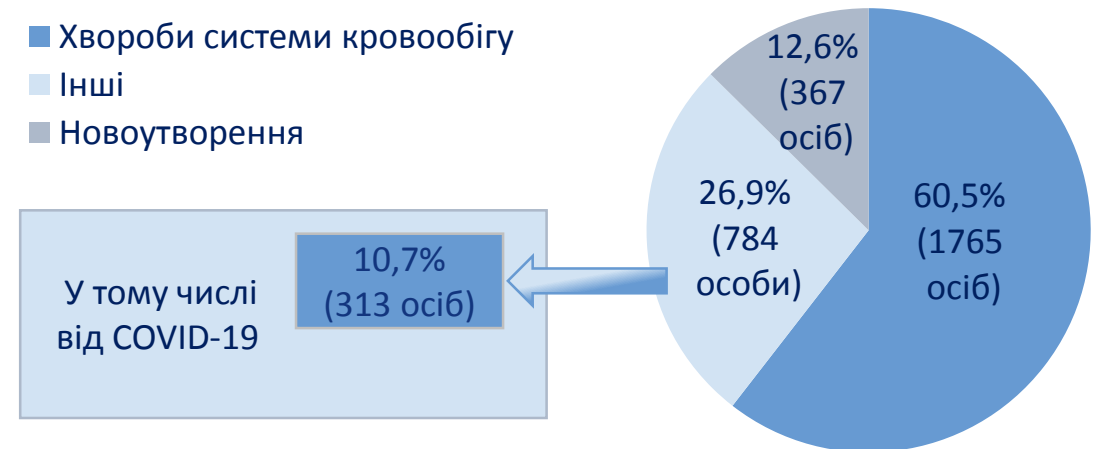 Хвороби системи кровообігу
Інші
Новоутворення
12,6%
(367
осіб)
26,9%
(784
особи)
60,5%
(1765
осіб)
У тому числі
від COVID-19
10,7%
(313 осіб)